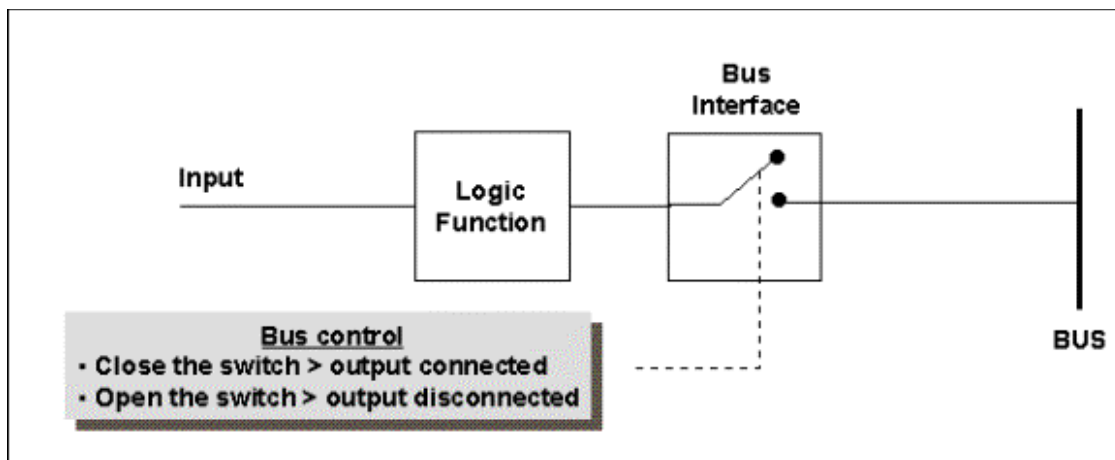 Bus
Interface
Input
Logic
Function
BUS
Bus control
▪ Close the switch > output connected
▪ Open the switch > output disconnected